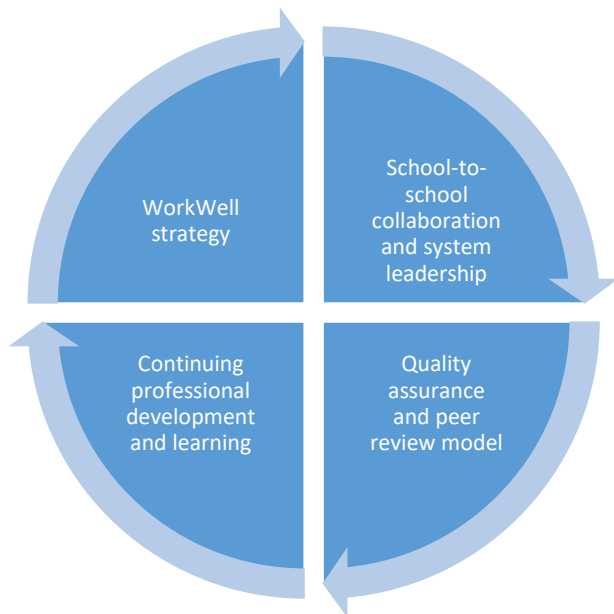 WorkWell
strategy
School-to-
school
collaboration
and system
leadership
Continuing
professional
development
and learning
Quality
assurance
and peer
review model